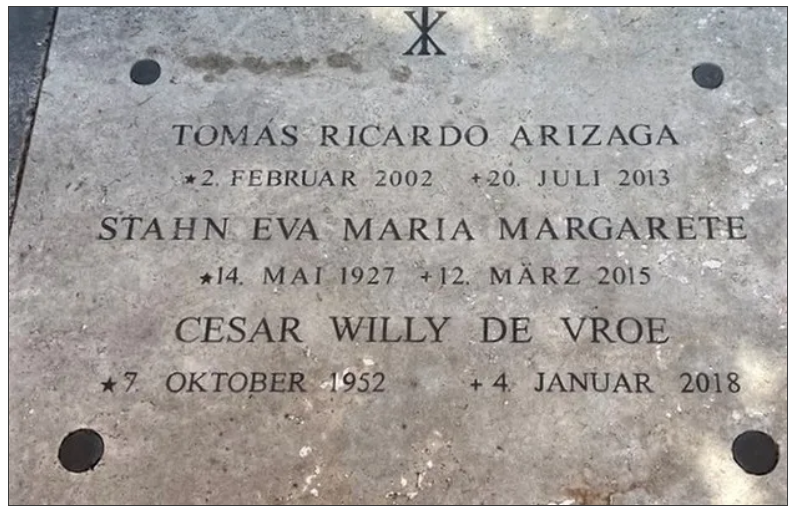 TOMÁS RICARDO ARIZAGA
★2. FEBRUAR 2002 +20. JULI 2013
STAHN EVA MARIA MARGARETE
★14. MAI 1927 +12. MÄRZ 2015
CESAR WILLY DE VROE
★7. OKTOBER 1952 +4. JANUAR 2018